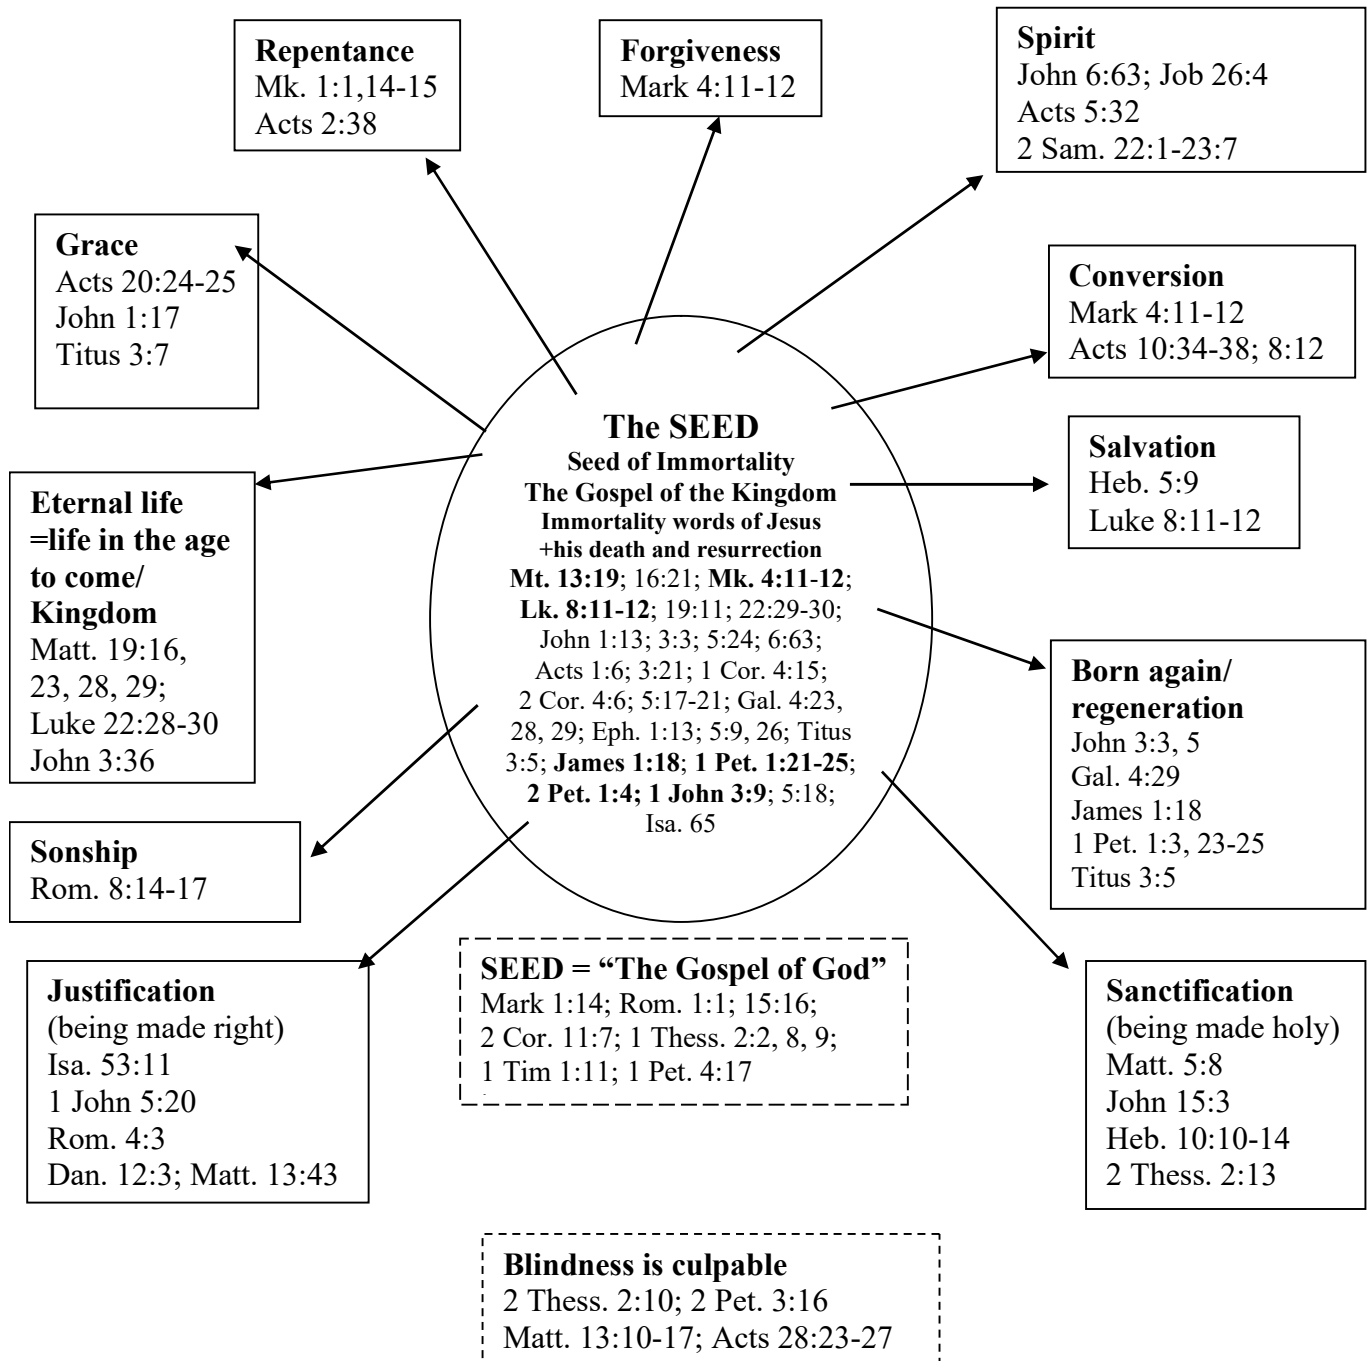 Repentance
Mk. 1:1,14-15
Acts 2:38
Forgiveness
Mark 4:11-12
Spirit
John 6:63; Job 26:4
Acts 5:32
2 Sam. 22:1-23:7
Grace
Acts 20:24-25
John 1:17
Titus 3:7
Conversion
Mark 4:11-12
Acts 10:34-38; 8:12
The SEED
Seed of Immortality
The Gospel of the Kingdom
Immortality words of Jesus
+his death and resurrection
Mt. 13:19; 16:21; Mk. 4:11-12;
Lk. 8:11-12; 19:11; 22:29-30;
John 1:13; 3:3; 5:24; 6:63;
Acts 1:6; 3:21; 1 Cor. 4:15;
2 Cor. 4:6; 5:17-21; Gal. 4:23,
28, 29; Eph. 1:13; 5:9, 26; Titus
3:5; James 1:18; 1 Pet. 1:21-25;
2 Pet. 1:4; 1 John 3:9; 5:18;
Isa. 65
Salvation
Heb. 5:9
Luke 8:11-12
Eternal life
=life in the age
to come/
Kingdom
Matt. 19:16,
23, 28, 29;
Luke 22:28-30
John 3:36
Born again/
regeneration
John 3:3, 5
Gal. 4:29
James 1:18
1 Pet. 1:3, 23-25
Titus 3:5
Sonship
Rom. 8:14-17
Justification
(being made right)
Isa. 53:11
1 John 5:20
Rom. 4:3
Dan. 12:3; Matt. 13:43
SEED = “The Gospel of God”
Mark 1:14; Rom. 1:1; 15:16;
2 Cor. 11:7; 1 Thess. 2:2, 8, 9;
1 Tim 1:11; 1 Pet. 4:17
Sanctification
(being made holy)
Matt. 5:8
John 15:3
Heb. 10:10-14
2 Thess. 2:13
Blindness is culpable
2 Thess. 2:10; 2 Pet. 3:16
Matt. 13:10-17; Acts 28:23-27